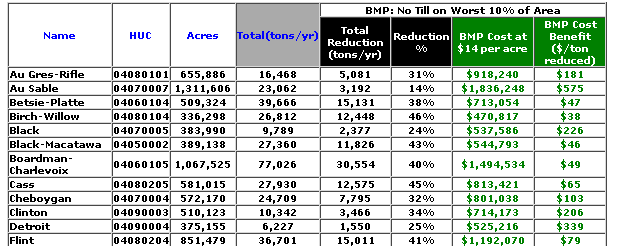 BMP: No Till on Worst 10% of Area
Name HUC Acres Total(tons/yr) Total Reduction (tons/yr) Reduction % BMP Cost at $14 per acre BMP Cost Benefit ($/ton reduced)
Au Gres-Rifle 04080101 655,886 16,468 5,081 31% $918,240 $181
Au Sable 04070007 1,311,606 23,062 3,192 14% $1,836,248 $575
Betsie-Platte 04060104 509,324 39,666 15,131 38% $713,054 $47
Birch-Willow 04080104 336,298 26,812 12,448 46% $470,817 $38
Black 04070005 383,990 9,789 2,377 24% $537,586 $226
Black-Macatawa 04050002 389,138 27,360 11,826 43% $544,793 $46
Boardman-Charlevoix 04060105 1,067,525 77,026 30,554 40% $1,494,534 $49
Cass 04080205 581,015 27,930 12,575 45% $813,421 $65
Cheboygan 04070004 572,170 24,709 7,795 32% $801,038 $103
Clinton 04090003 510,123 10,342 3,466 34% $714,173 $206
Detroit 04090004 375,155 6,227 1,550 25% $525,216 $339
Flint 04080204 851,479 36,701 15,011 41% $1,192,070 $79